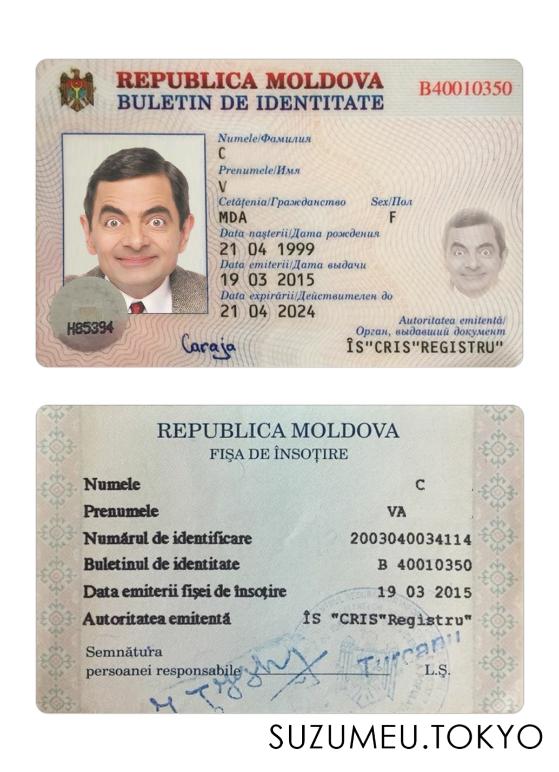 REPUBLICA MOLDOVA
BULETIN DE IDENTITATE
B40010350
Numele/Фамилия
C
Prenumele/Имя
V
Cetăţenia/Гражданство Sex/Пол
MDA F
Data naşterii/Дата рождения
21 04 1999
Data emiterii/Дата выдачи
19 03 2015
Data expirării/Действителен до
21 04 2024
Autoritatea emitentă/
Орган, выдавший документ
ÎS"CRIS"REGISTRU"
H85394
Caraja
REPUBLICA MOLDOVA
FIŞA DE ÎNSOŢIRE
Numele C
Prenumele VA
Numărul de identificare 2003040034114
Buletinul de identitate B 40010350
Data emiterii fişei de însoţire 19 03 2015
Autoritatea emitentă ÎS "CRIS"Registru"
Semnătura
persoanei responsabile Turcanu L.Ş.
SUZUMEU.TOKYO